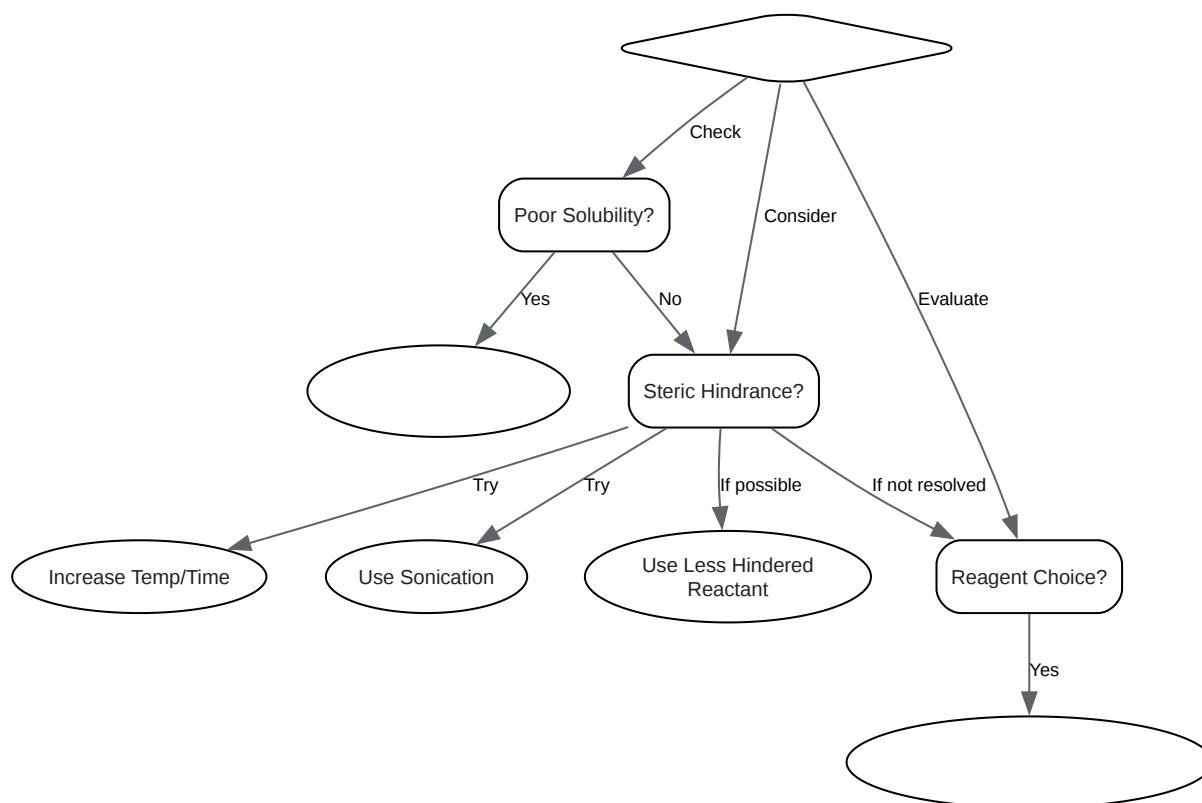 Check
Poor Solubility?
Consider
Yes
No
Evaluate
Steric Hindrance?
Try
Try
If possible
If not resolved
Increase Temp/Time
Use Sonication
Use Less Hindered
Reactant
Reagent Choice?
Yes